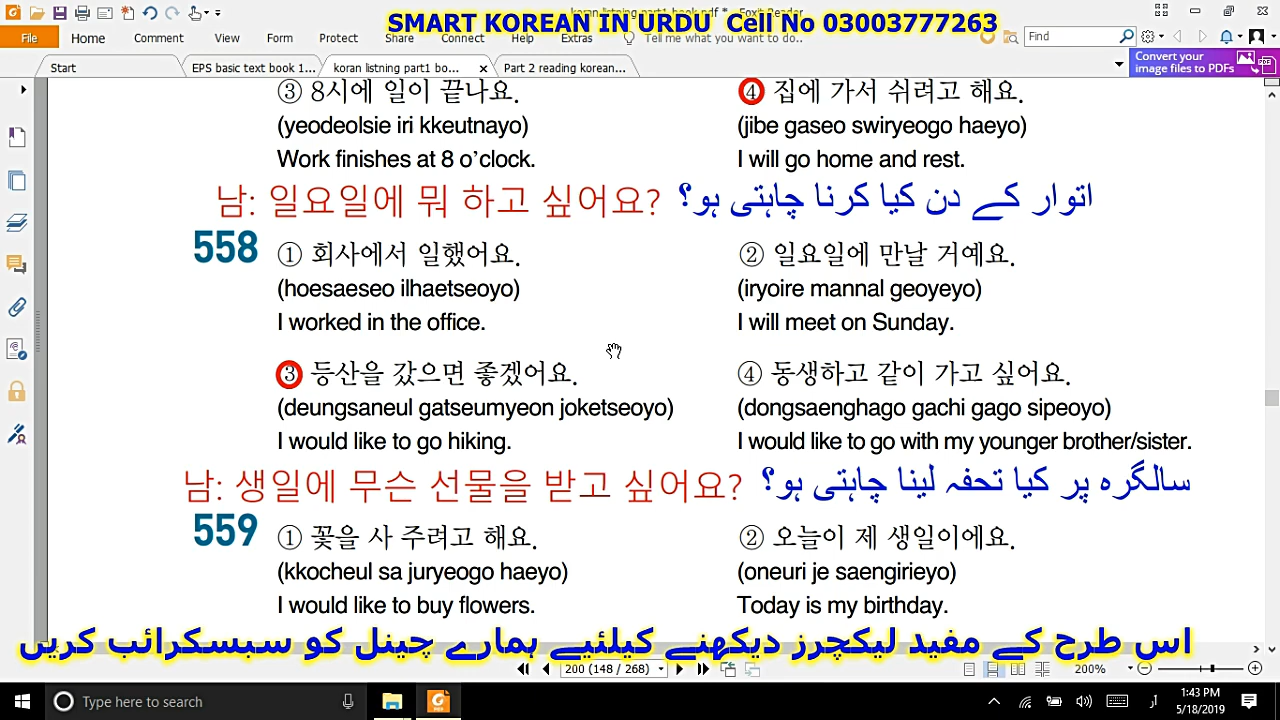 koran listning part1 book.pdf * - Foxit Reader
SMART KOREAN IN URDU Cell No 03003777263
File Home Comment View Form Protect Share Connect Help Extras Tell me what you want to do.. Find
Start EPS basic text book 1... koran listning part1 bo... × Part 2 reading korean...
Convert your
image files to PDFs
③ 8시에 일이 끝나요. ④ 집에 가서 쉬려고 해요.
(yeodeolsie iri kkeutnayo) (jibe gaseo swiryeogo haeyo)
Work finishes at 8 o'clock. I will go home and rest.
남: 일요일에 뭐 하고 싶어요? اتوار کے دن کیا کرنا چاہتی ہو؟
558 ① 회사에서 일했어요. ② 일요일에 만날 거예요.
(hoesaeseo ilhaetseoyo) (iryoire mannal geoyeyo)
I worked in the office. I will meet on Sunday.
③ 등산을 갔으면 좋겠어요. ④ 동생하고 같이 가고 싶어요.
(deungsaneul gatseumyeon joketseoyo) (dongsaenghago gachi gago sipeoyo)
I would like to go hiking. I would like to go with my younger brother/sister.
남: 생일에 무슨 선물을 받고 싶어요? سالگرہ پر کیا تحفہ لینا چاہتی ہو؟
559 ① 꽃을 사 주려고 해요. ② 오늘이 제 생일이에요.
(kkocheul sa juryeogo haeyo) (oneuri je saengirieyo)
I would like to buy flowers. Today is my birthday.
اس طرح کے مفید لیکچرز دیکھنے کیلئیے ہمارے چینل کو سبسکرائب کریں
200 (148 / 268) 200%
Type here to search
1:43 PM
5/18/2019